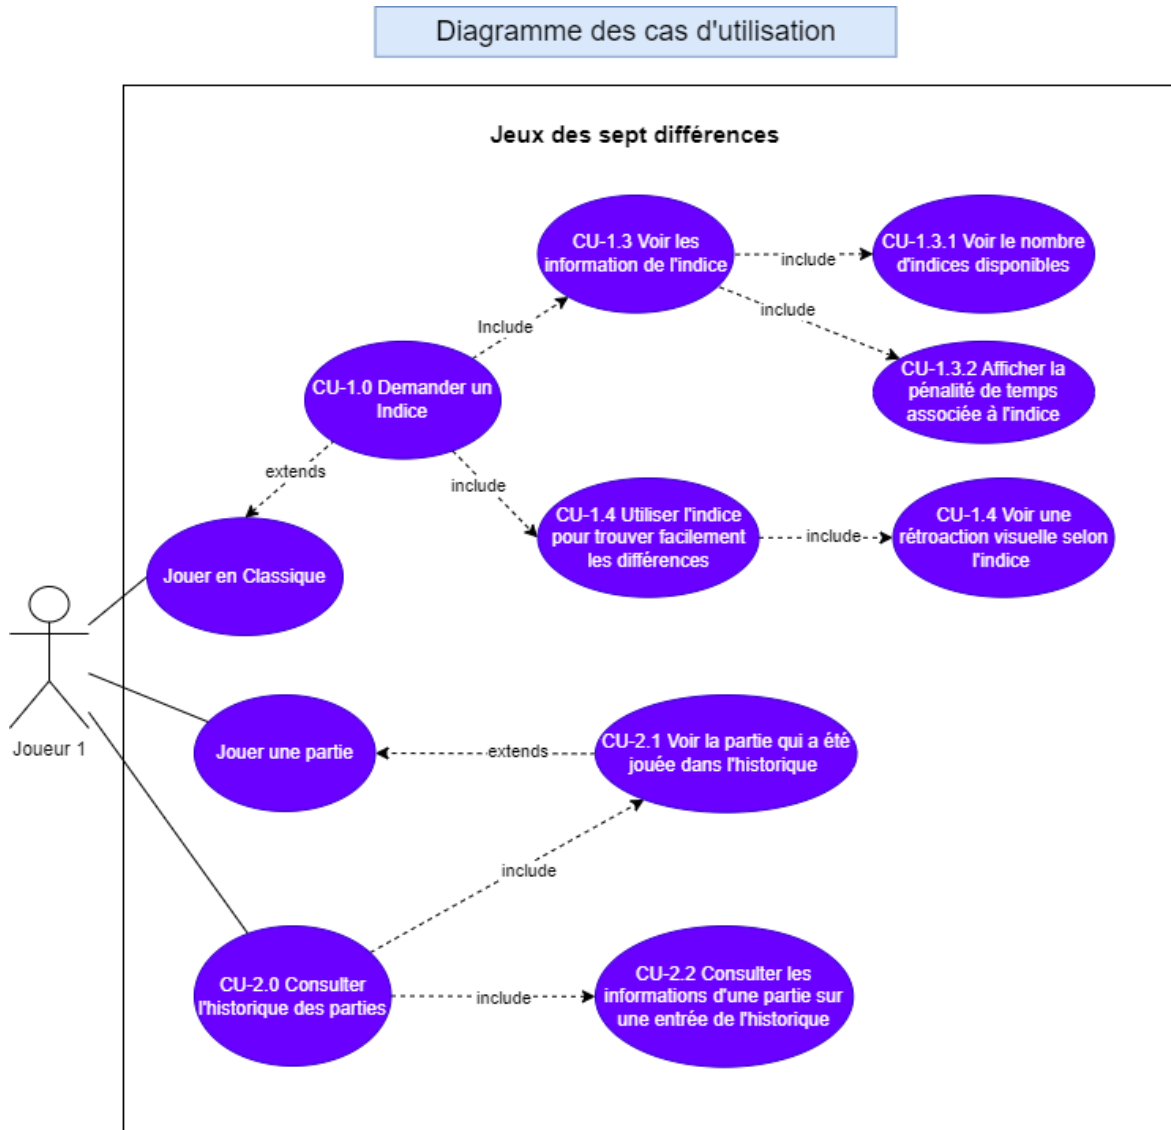 Diagramme des cas d'utilisation
Jeux des sept différences
CU-1.3 Voir les
information de l'indice
include
CU-1.3.1 Voir le nombre
d'indices disponibles
include
Include
CU-1.3.2 Afficher la
pénalité de temps
associée à l'indice
CU-1.0 Demander un
Indice
extends
include
CU-1.4 Utiliser l'indice
pour trouver facilement
les différences
include
CU-1.4 Voir une
rétroaction visuelle selon
l'indice
Jouer en Classique
Joueur 1
Jouer une partie
extends
CU-2.1 Voir la partie qui a été
jouée dans l'historique
include
CU-2.0 Consulter
l'historique des parties
include
CU-2.2 Consulter les
informations d'une partie sur
une entrée de l'historique